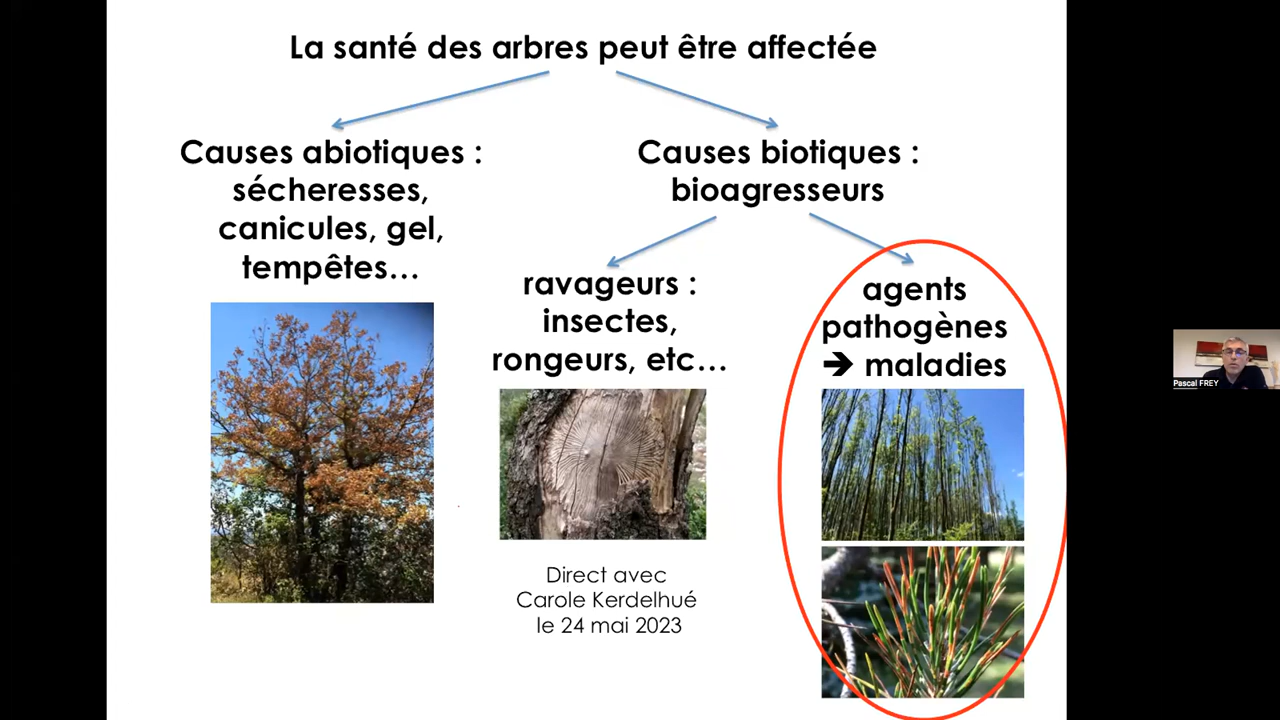 La santé des arbres peut être affectée
Causes abiotiques :
sécheresses,
canicules, gel,
tempêtes…
Causes biotiques :
bioagresseurs
ravageurs :
insectes,
rongeurs, etc…
agents
pathogènes
➔ maladies
Direct avec
Carole Kerdelhué
le 24 mai 2023
Pascal FREY